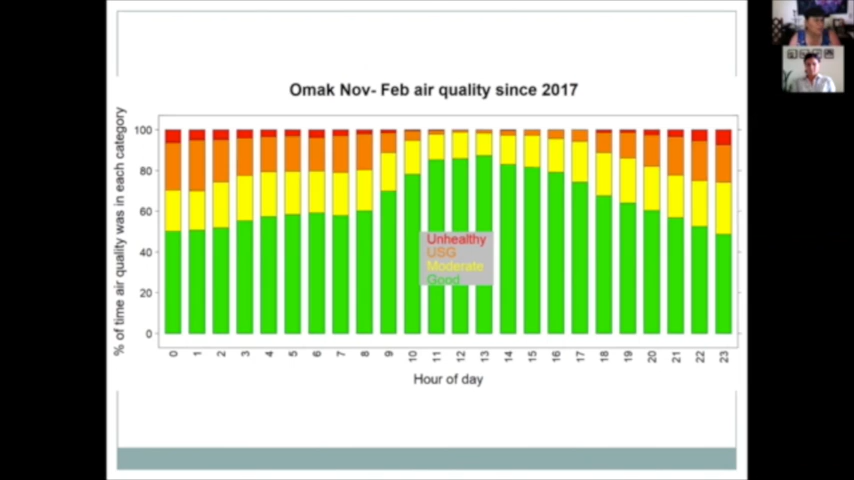 Omak Nov- Feb air quality since 2017
% of time air quality was in each category
100
80
60
40
20
0
Unhealthy
USG
Moderate
Good
0 1 2 3 4 5 6 7 8 9 10 11 12 13 14 15 16 17 18 19 20 21 22 23
Hour of day